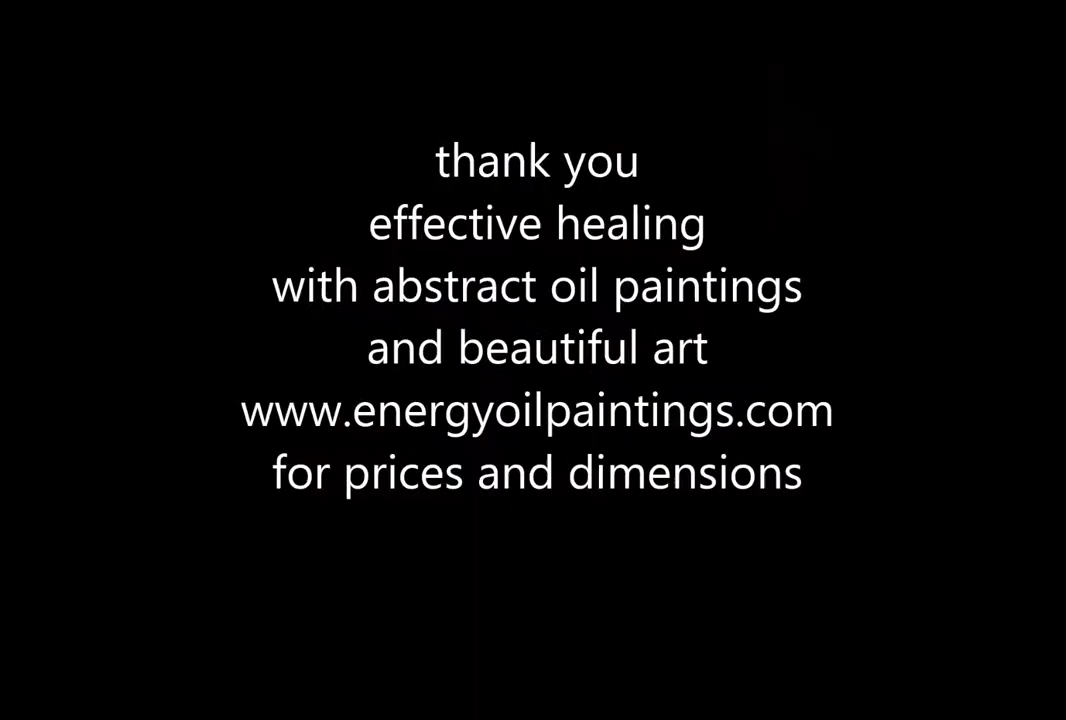 thank you
effective healing
with abstract oil paintings
and beautiful art
www.energyoilpaintings.com
for prices and dimensions